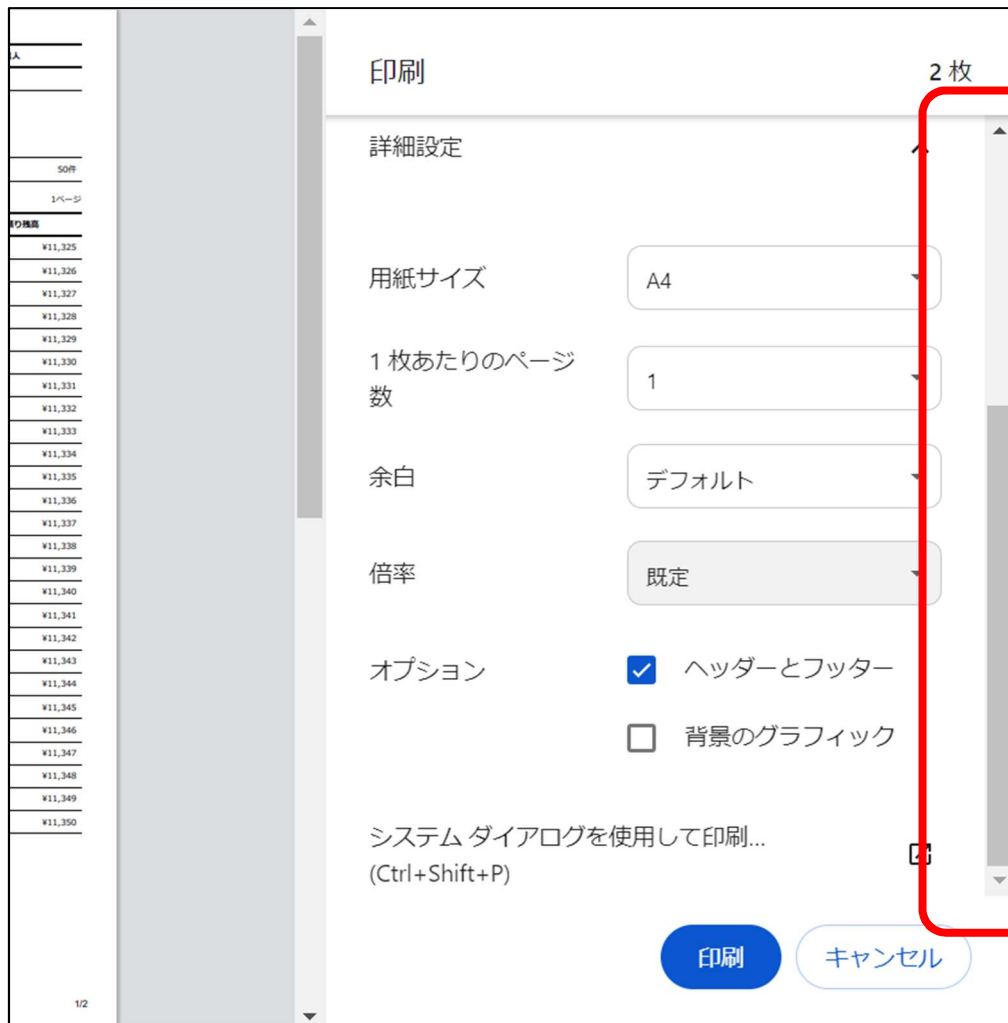 人
50件
1ページ
り残高
¥11,325
¥11,326
¥11,327
¥11,328
¥11,329
¥11,330
¥11,331
¥11,332
¥11,333
¥11,334
¥11,335
¥11,336
¥11,337
¥11,338
¥11,339
¥11,340
¥11,341
¥11,342
¥11,343
¥11,344
¥11,345
¥11,346
¥11,347
¥11,348
¥11,349
¥11,350
1/2
印刷 2 枚
詳細設定
用紙サイズ A4
1 枚あたりのページ
数 1
余白 デフォルト
倍率 既定
オプション ヘッダーとフッター
背景のグラフィック
システム ダイアログを使用して印刷...
(Ctrl+Shift+P)
印刷 キャンセル